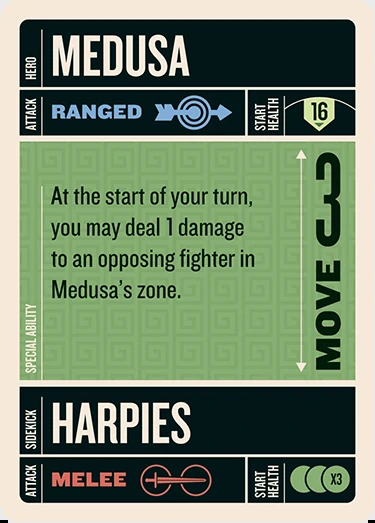 HERO
MEDUSA
ATTACK
RANGED
START
HEALTH
16
At the start of your turn,
you may deal 1 damage
to an opposing fighter in
Medusa's zone.
SPECIAL ABILITY
MOVE 3
SIDEKICK
HARPIES
ATTACK
MELEE
START
HEALTH
X3